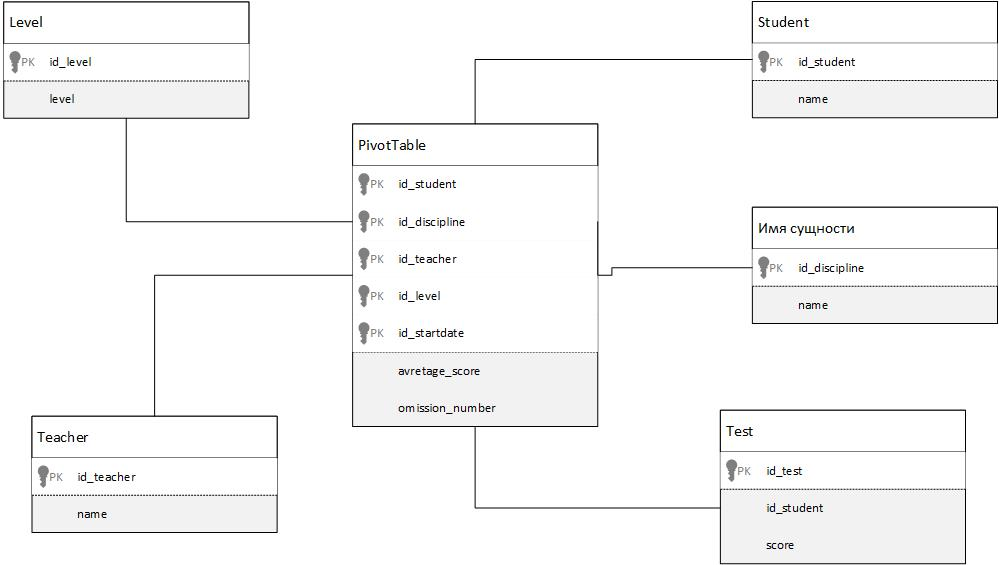 Level
PK id_level
level
Student
PK id_student
name
PivotTable
PK id_student
PK id_discipline
PK id_teacher
PK id_level
PK id_startdate
avretage_score
omission_number
Имя сущности
PK id_discipline
name
Teacher
PK id_teacher
name
Test
PK id_test
id_student
score